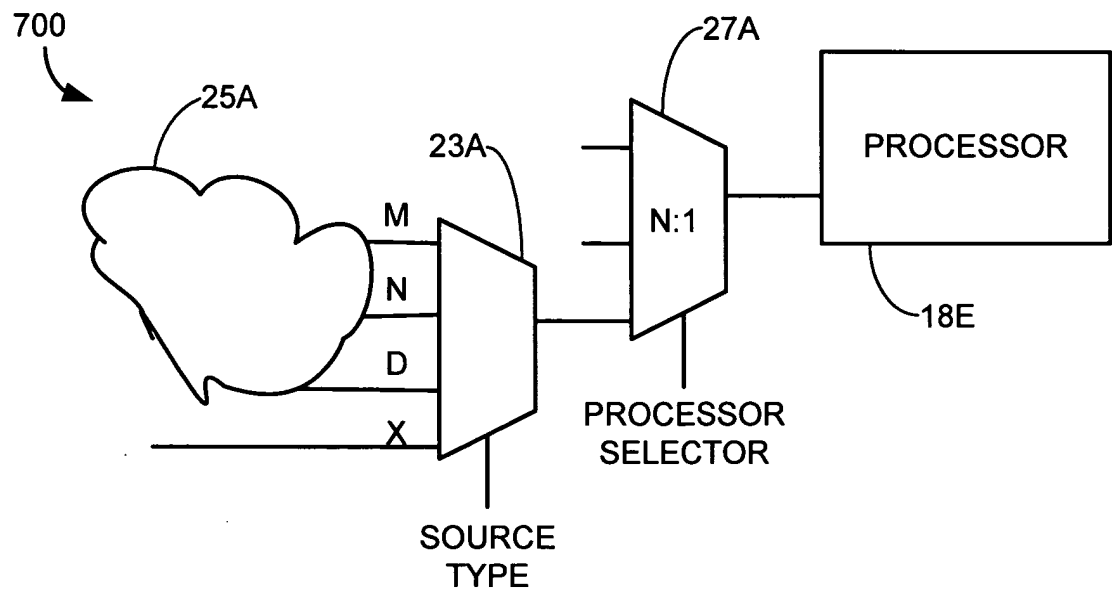 700
25A
23A
27A
PROCESSOR
M
N
D
X
N:1
18E
PROCESSOR
SELECTOR
SOURCE
TYPE